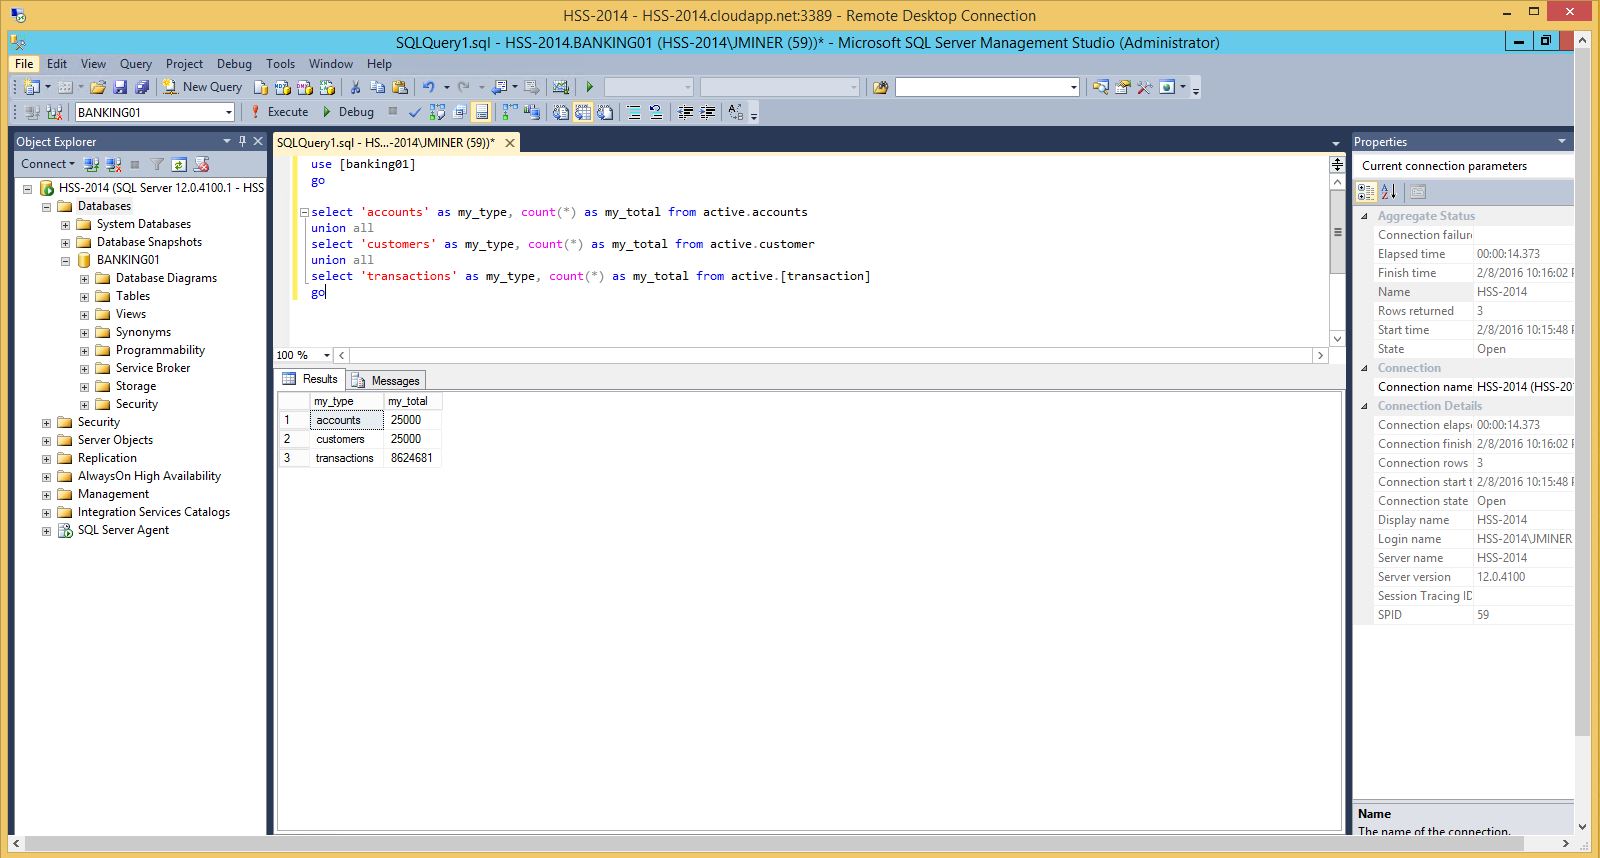 HSS-2014 - HSS-2014.cloudapp.net:3389 - Remote Desktop Connection
SQLQuery1.sql - HSS-2014.BANKING01 (HSS-2014\JMINER (59))* - Microsoft SQL Server Management Studio (Administrator)
File Edit View Query Project Debug Tools Window Help
New Query
BANKING01 Execute Debug
Object Explorer
Connect
HSS-2014 (SQL Server 12.0.4100.1 - HSS
Databases
System Databases
Database Snapshots
BANKING01
Database Diagrams
Tables
Views
Synonyms
Programmability
Service Broker
Storage
Security
Security
Server Objects
Replication
AlwaysOn High Availability
Management
Integration Services Catalogs
SQL Server Agent
SQLQuery1.sql - HS...-2014\JMINER (59))*
use [banking01]
go
select 'accounts' as my_type, count(*) as my_total from active.accounts
union all
select 'customers' as my_type, count(*) as my_total from active.customer
union all
select 'transactions' as my_type, count(*) as my_total from active.[transaction]
go
100 %
Results Messages
my_type my_total
1 accounts 25000
2 customers 25000
3 transactions 8624681
Properties
Current connection parameters
Aggregate Status
Connection failure
Elapsed time 00:00:14.373
Finish time 2/8/2016 10:16:02 P
Name HSS-2014
Rows returned 3
Start time 2/8/2016 10:15:48 P
State Open
Connection
Connection name HSS-2014 (HSS-20
Connection Details
Connection elapse 00:00:14.373
Connection finish 2/8/2016 10:16:02 P
Connection rows 3
Connection start t 2/8/2016 10:15:48 P
Connection state Open
Display name HSS-2014
Login name HSS-2014\JMINER
Server name HSS-2014
Server version 12.0.4100
Session Tracing ID
SPID 59
Name
The name of the connection.